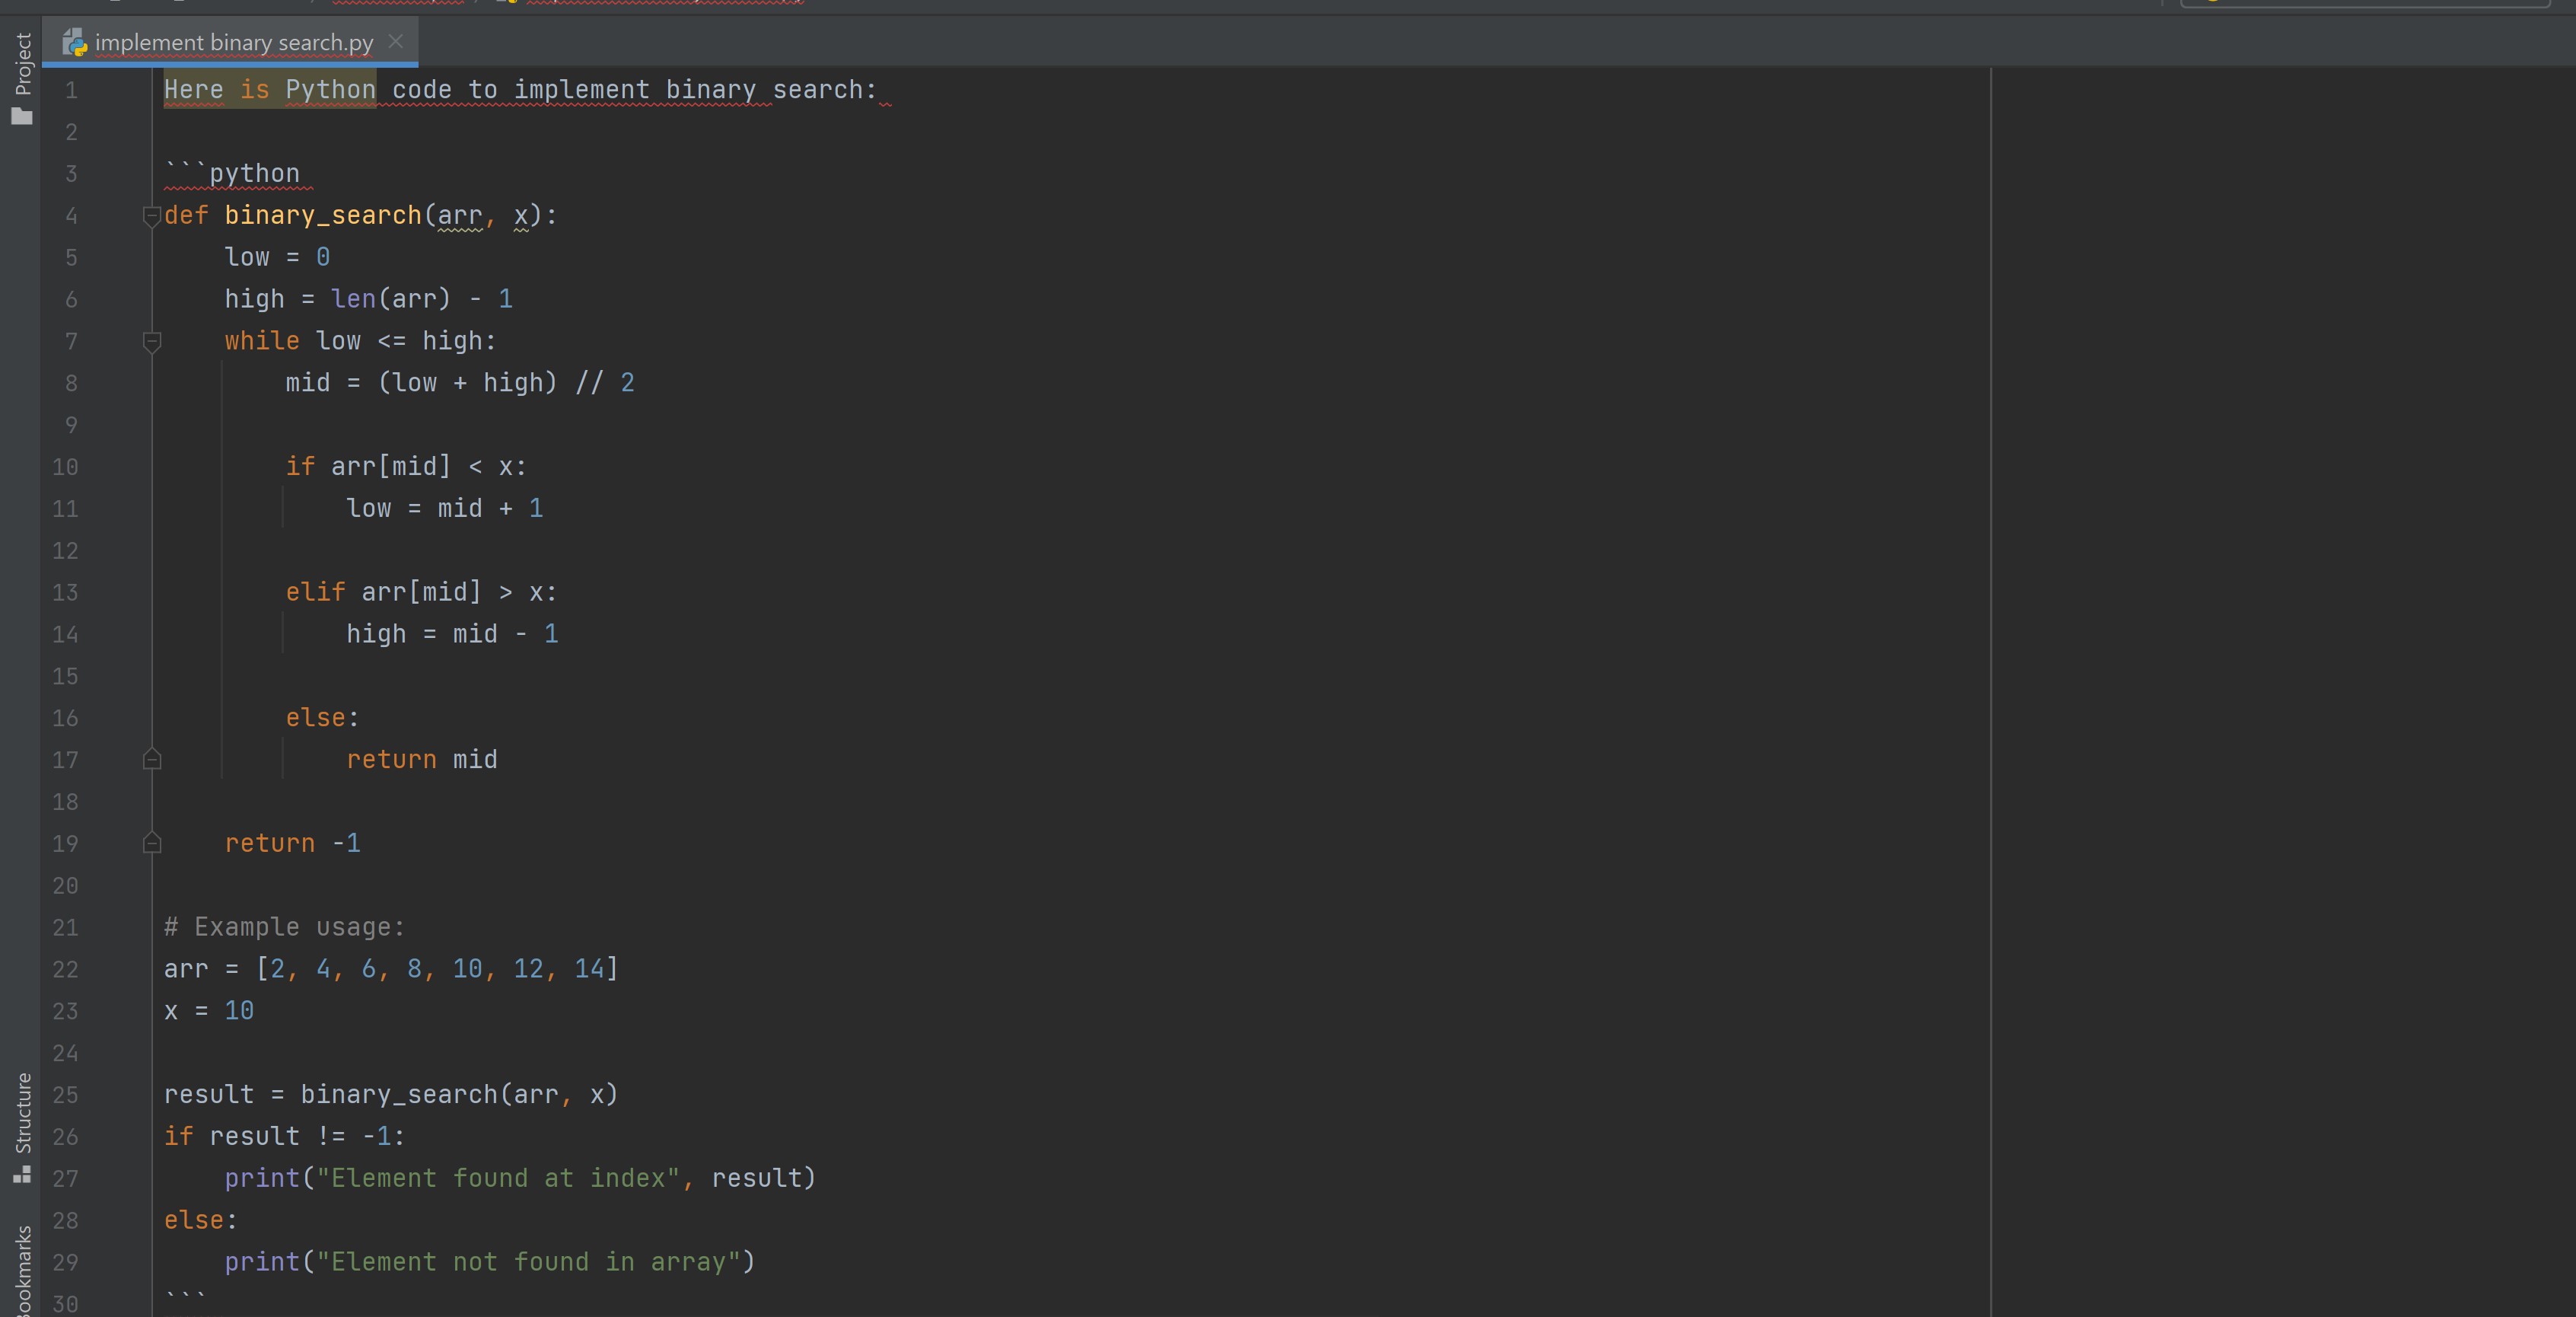 Project
implement binary search.py
1 Here is Python code to implement binary search:
2
3 ```python
4 def binary_search(arr, x):
5     low = 0
6     high = len(arr) - 1
7     while low <= high:
8         mid = (low + high) // 2
9
10         if arr[mid] < x:
11             low = mid + 1
12
13         elif arr[mid] > x:
14             high = mid - 1
15
16         else:
17             return mid
18
19     return -1
20
21 # Example usage:
22 arr = [2, 4, 6, 8, 10, 12, 14]
23 x = 10
24
25 result = binary_search(arr, x)
26 if result != -1:
27     print("Element found at index", result)
28 else:
29     print("Element not found in array")
30 ```
Structure
Bookmarks